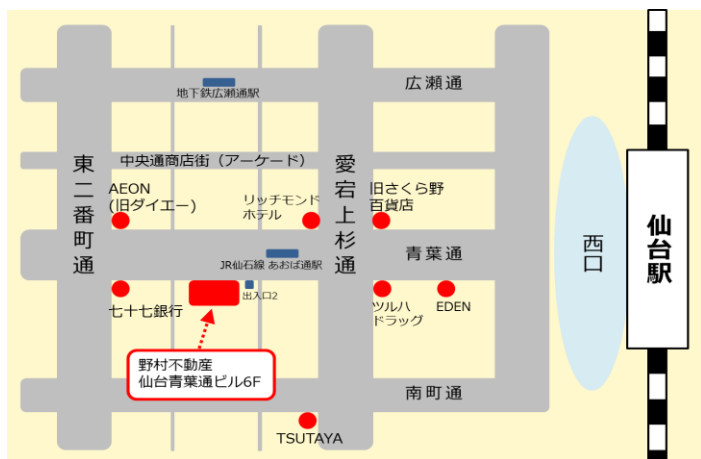 広瀬通
地下鉄広瀬通駅
中央通商店街（アーケード）
東二番町通
愛宕上杉通
AEON
(旧ダイエー)
リッチモンド
ホテル
旧さくら野
百貨店
青葉通
JR仙石線 あおば通駅
西口
仙台駅
七十七銀行
出入口2
ツルハ
ドラッグ
EDEN
野村不動産
仙台青葉通ビル6F
南町通
TSUTAYA